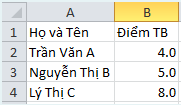 A B
1 Họ và Tên Điểm TB
2 Trần Văn A 4.0
3 Nguyễn Thị B 5.0
4 Lý Thị C 8.0